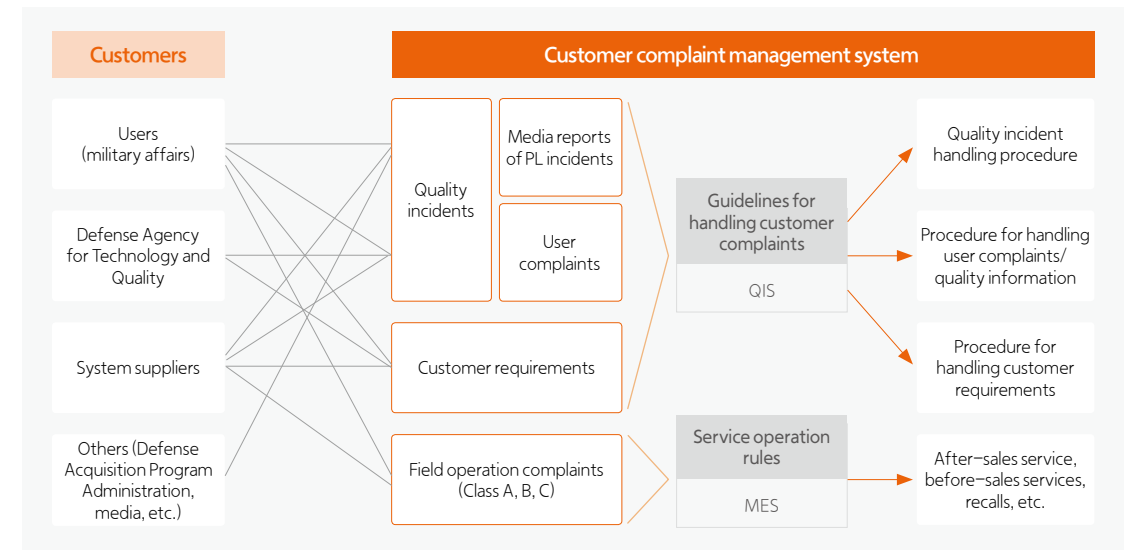 Customers
Customer complaint management system
Users
(military affairs)
Defense Agency
for Technology and
Quality
System suppliers
Others (Defense
Acquisition Program
Administration,
media, etc.)
Quality
incidents
Media reports
of PL incidents
User
complaints
Customer requirements
Field operation complaints
(Class A, B, C)
Guidelines for
handling customer
complaints
QIS
Service operation
rules
MES
Quality incident
handling procedure
Procedure for handling
user complaints/
quality information
Procedure for
handling customer
requirements
After–sales service,
before–sales services,
recalls, etc.